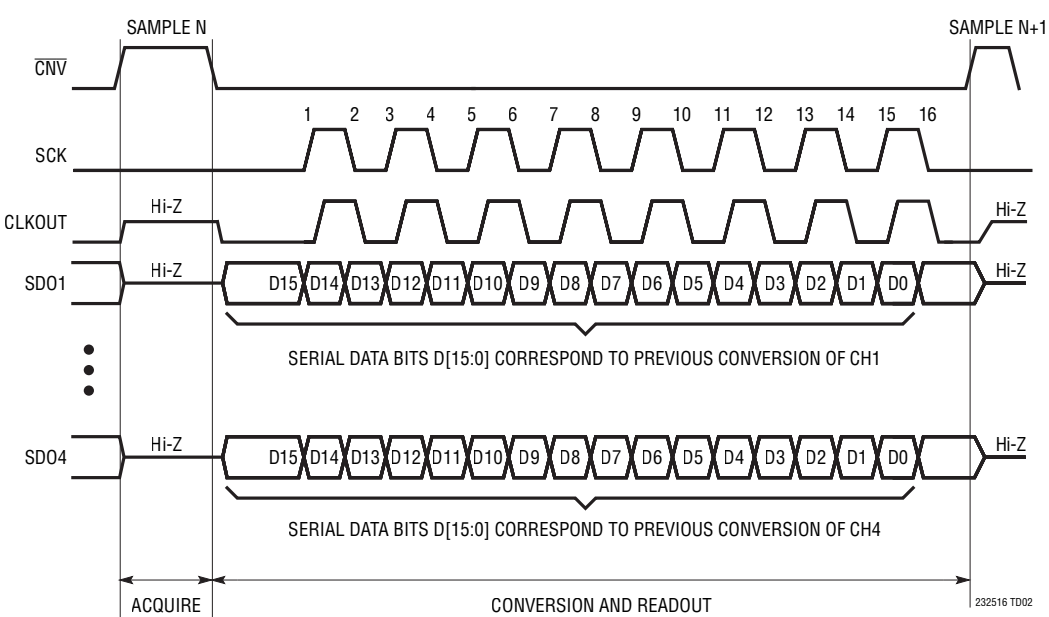 SAMPLE N
SAMPLE N+1
CNV
1 2 3 4 5 6 7 8 9 10 11 12 13 14 15 16
SCK
Hi-Z
Hi-Z
CLKOUT
Hi-Z
Hi-Z
SDO1
D15 D14 D13 D12 D11 D10 D9 D8 D7 D6 D5 D4 D3 D2 D1 D0
SERIAL DATA BITS D[15:0] CORRESPOND TO PREVIOUS CONVERSION OF CH1
Hi-Z
Hi-Z
SDO4
D15 D14 D13 D12 D11 D10 D9 D8 D7 D6 D5 D4 D3 D2 D1 D0
SERIAL DATA BITS D[15:0] CORRESPOND TO PREVIOUS CONVERSION OF CH4
ACQUIRE
CONVERSION AND READOUT
232516 TD02